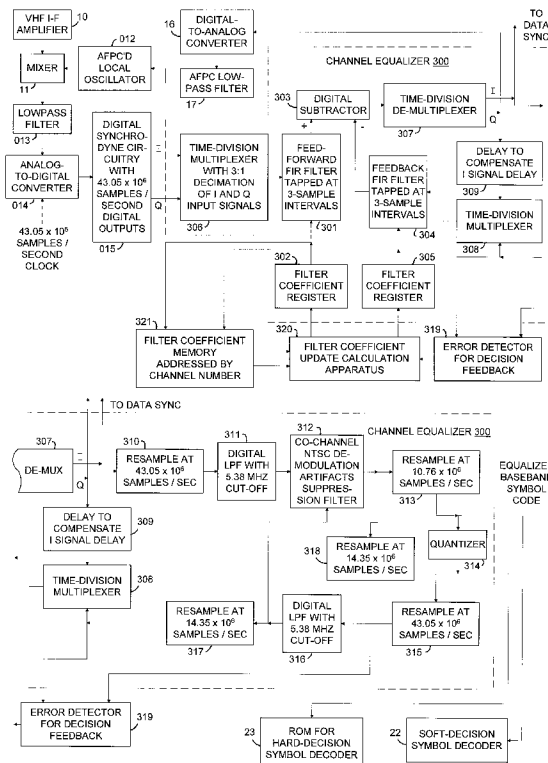 VHF I-F
AMPLIFIER
10
012
AFPC'D
LOCAL
OSCILLATOR
16
DIGITAL-
TO-ANALOG
CONVERTER
TO
DATA
SYNC
CHANNEL EQUALIZER 300
MIXER
11
AFPC LOW-
PASS FILTER
17
303
DIGITAL
SUBTRACTOR
+
-
TIME-DIVISION
DE-MULTIPLEXER
307
I
Q
LOWPASS
FILTER
013
ANALOG-
TO-DIGITAL
CONVERTER
014
43.05 x 10⁶
SAMPLES /
SECOND
CLOCK
DIGITAL
SYNCHRO-
DYNE CIR-
CUITRY
WITH
43.05 x 10⁶
SAMPLES /
SECOND
DIGITAL
OUTPUTS
015
I
Q
TIME-DIVISION
MULTIPLEXER
WITH 3:1
DECIMATION
OF I AND Q
INPUT SIGNALS
306
FEED-
FORWARD
FIR FILTER
TAPPED AT
3-SAMPLE
INTERVALS
301
FEEDBACK
FIR FILTER
TAPPED AT
3-SAMPLE
INTERVALS
304
DELAY TO
COMPENSATE
I SIGNAL DELAY
309
TIME-DIVISION
MULTIPLEXER
308
302
FILTER
COEFFICIENT
REGISTER
305
FILTER
COEFFICIENT
REGISTER
321
FILTER COEFFICIENT
MEMORY
ADDRESSED BY
CHANNEL NUMBER
320
FILTER COEFFICIENT
UPDATE CALCULATION
APPARATUS
319
ERROR DETECTOR
FOR DECISION
FEEDBACK
TO DATA SYNC
CHANNEL EQUALIZER 300
307
DE-MUX
I
Q
310
RESAMPLE AT
43.05 x 10⁶
SAMPLES / SEC
311
DIGITAL
LPF WITH
5.38 MHZ
CUT-OFF
312
CO-CHANNEL
NTSC DE-
MODULATION
ARTIFACTS
SUPPRES-
SION FILTER
RESAMPLE AT
10.76 x 10⁶
SAMPLES / SEC
313
EQUALIZE
BASEBAND
SYMBOL
CODE
DELAY TO
COMPENSATE
I SIGNAL DELAY
309
318
RESAMPLE AT
14.35 x 10⁶
SAMPLES / SEC
QUANTIZER
314
TIME-DIVISION
MULTIPLEXER
308
RESAMPLE AT
14.35 x 10⁶
SAMPLES / SEC
317
DIGITAL
LPF WITH
5.38 MHZ
CUT-OFF
316
RESAMPLE AT
43.05 x 10⁶
SAMPLES / SEC
315
ERROR DETECTOR
FOR DECISION
FEEDBACK
319
23
ROM FOR
HARD-DECISION
SYMBOL DECODER
22
SOFT-DECISION
SYMBOL DECODER